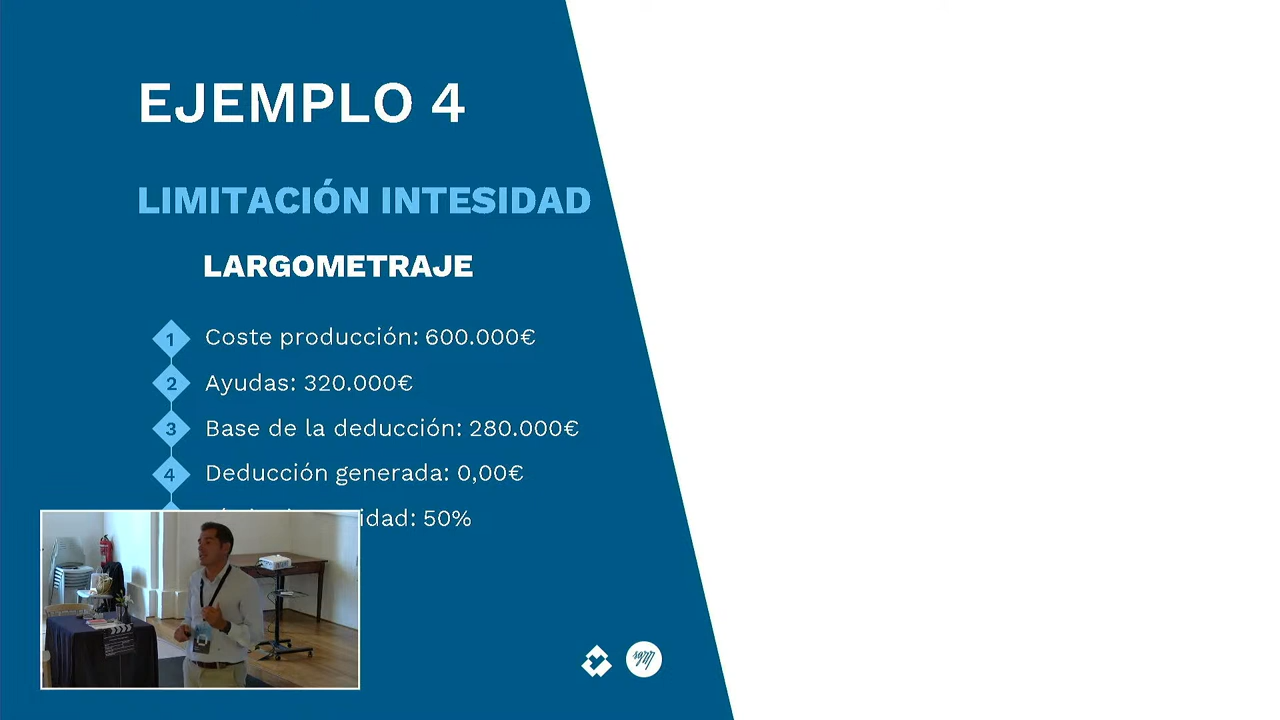 EJEMPLO 4
LIMITACIÓN INTESIDAD
LARGOMETRAJE
1 Coste producción: 600.000€
2 Ayudas: 320.000€
3 Base de la deducción: 280.000€
4 Deducción generada: 0,00€
50%